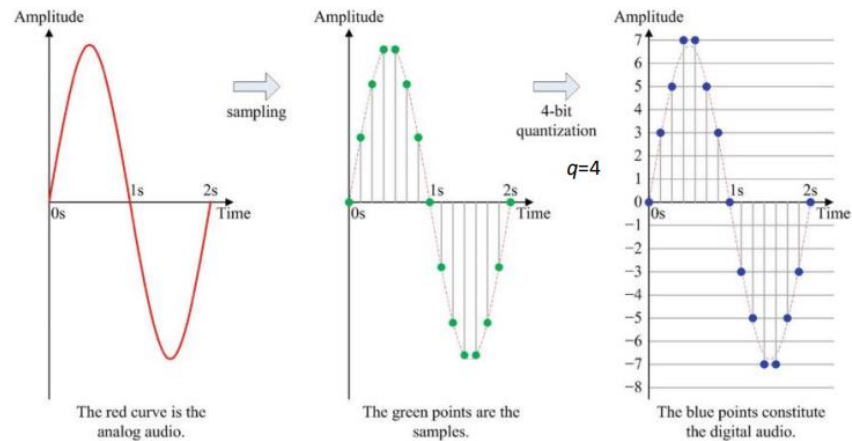 Amplitude
1s
2s
0s
Time
The red curve is the
analog audio.
sampling
Amplitude
1s
2s
0s
Time
The green points are the
samples.
4-bit
quantization
q=4
Amplitude
7
6
5
4
3
2
1
0
−1
−2
−3
−4
−5
−6
−7
−8
1s
2s
0s
Time
The blue points constitute
the digital audio.